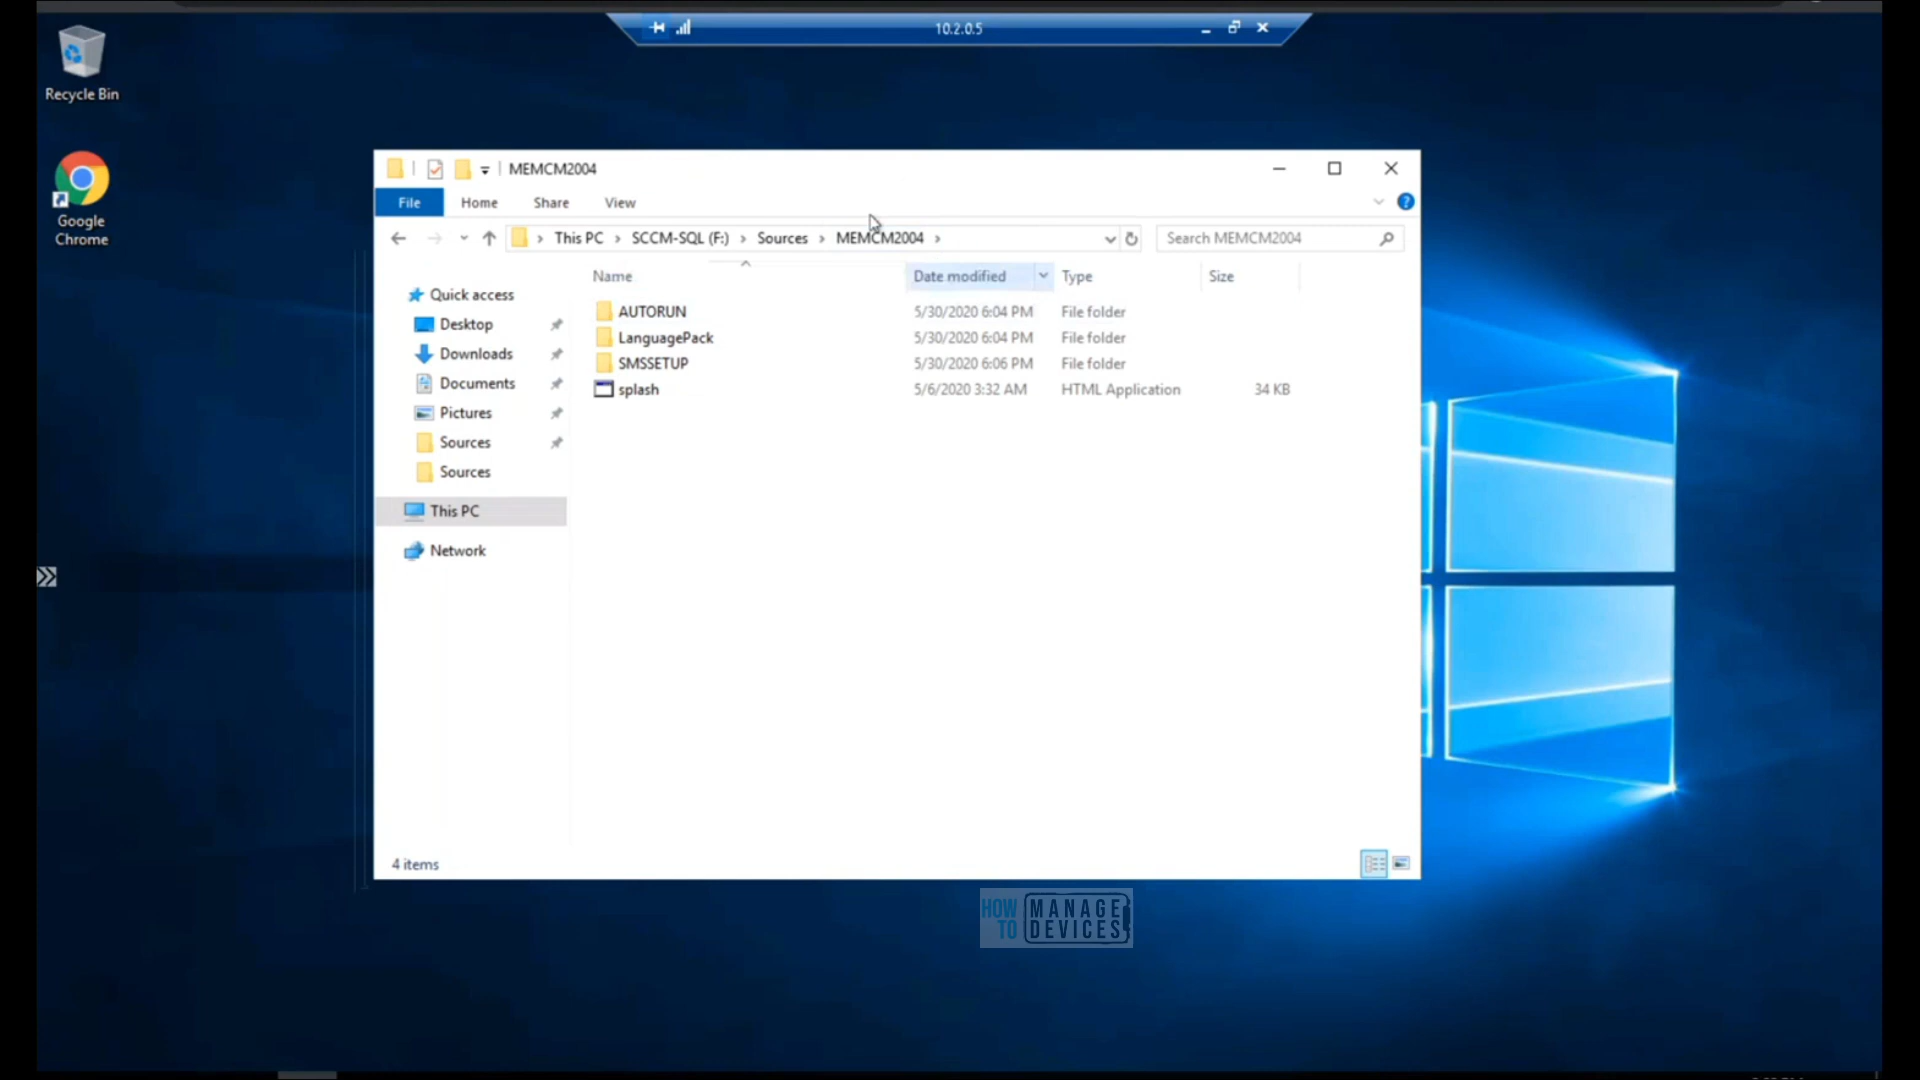 10.2.0.5
Recycle Bin
Google
Chrome
MEMCM2004
File Home Share View
This PC SCCM-SQL (F:) Sources MEMCM2004
Search MEMCM2004
Name Date modified Type Size
Quick access
Desktop
Downloads
Documents
Pictures
Sources
Sources
This PC
Network
AUTORUN 5/30/2020 6:04 PM File folder
LanguagePack 5/30/2020 6:04 PM File folder
SMSSETUP 5/30/2020 6:06 PM File folder
splash 5/6/2020 3:32 AM HTML Application 34 KB
4 items
HOW MANAGE
TO DEVICES